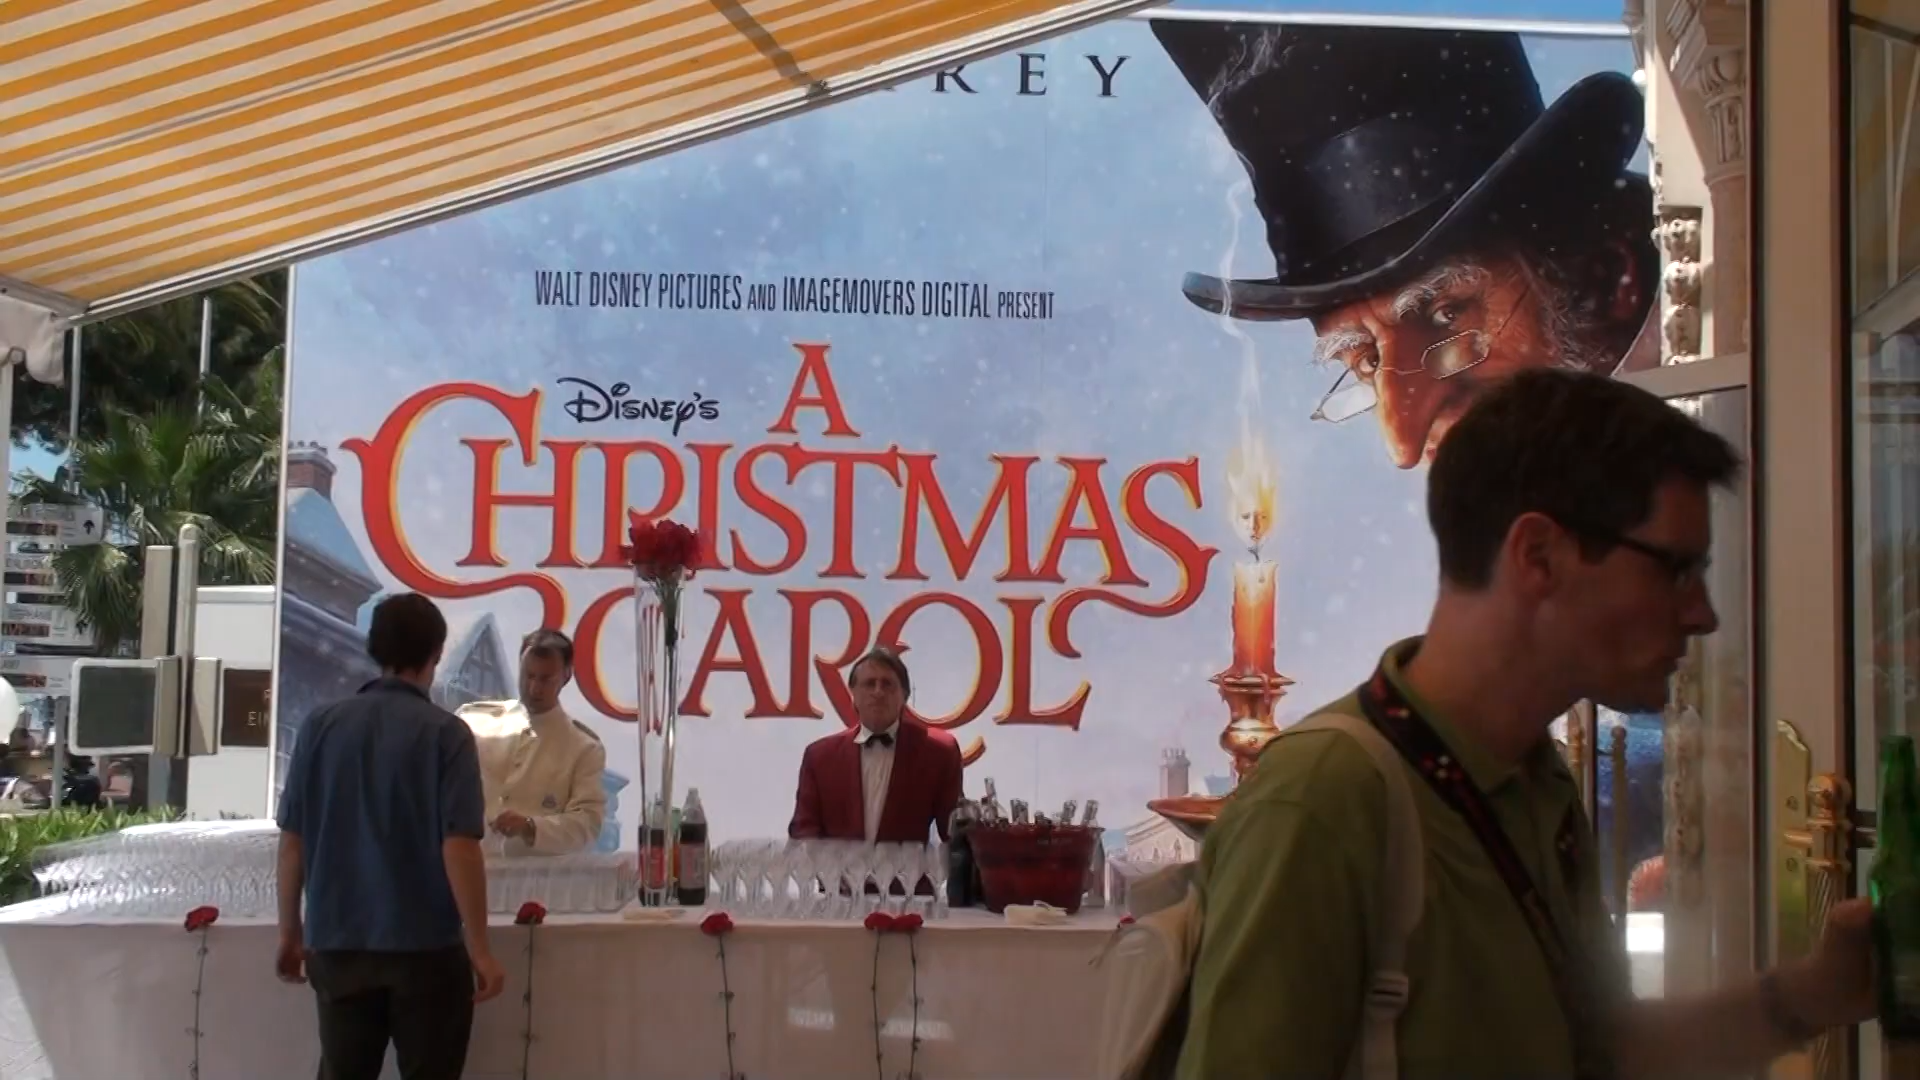 REY
WALT DISNEY PICTURES AND IMAGEMOVERS DIGITAL PRESENT
DISNEY'S
A
CHRISTMAS
CAROL